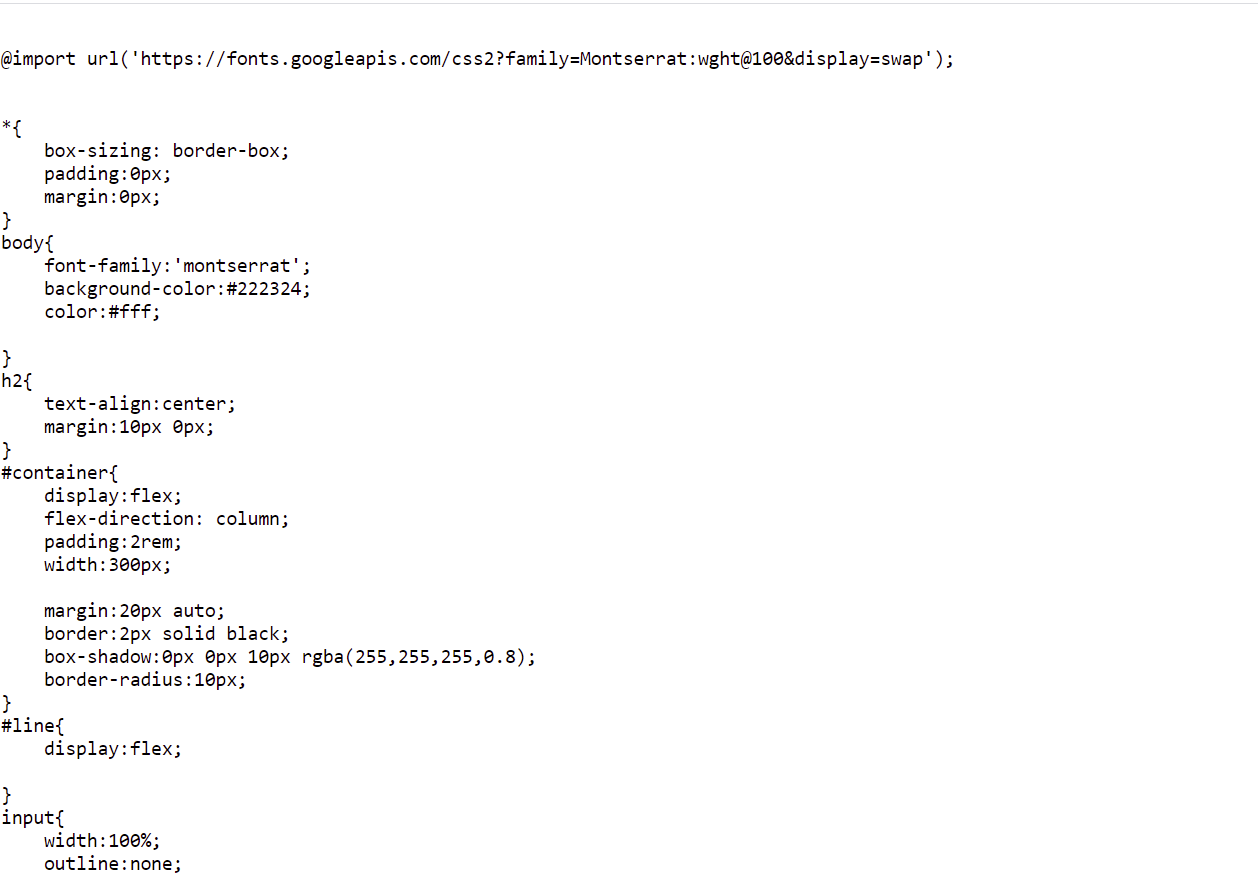 @import url('https://fonts.googleapis.com/css2?family=Montserrat:wght@100&display=swap');
*{
    box-sizing: border-box;
    padding:0px;
    margin:0px;
}
body{
    font-family:'montserrat';
    background-color:#222324;
    color:#fff;
}
h2{
    text-align:center;
    margin:10px 0px;
}
#container{
    display:flex;
    flex-direction: column;
    padding:2rem;
    width:300px;
    margin:20px auto;
    border:2px solid black;
    box-shadow:0px 0px 10px rgba(255,255,255,0.8);
    border-radius:10px;
}
#line{
    display:flex;
}
input{
    width:100%;
    outline:none;